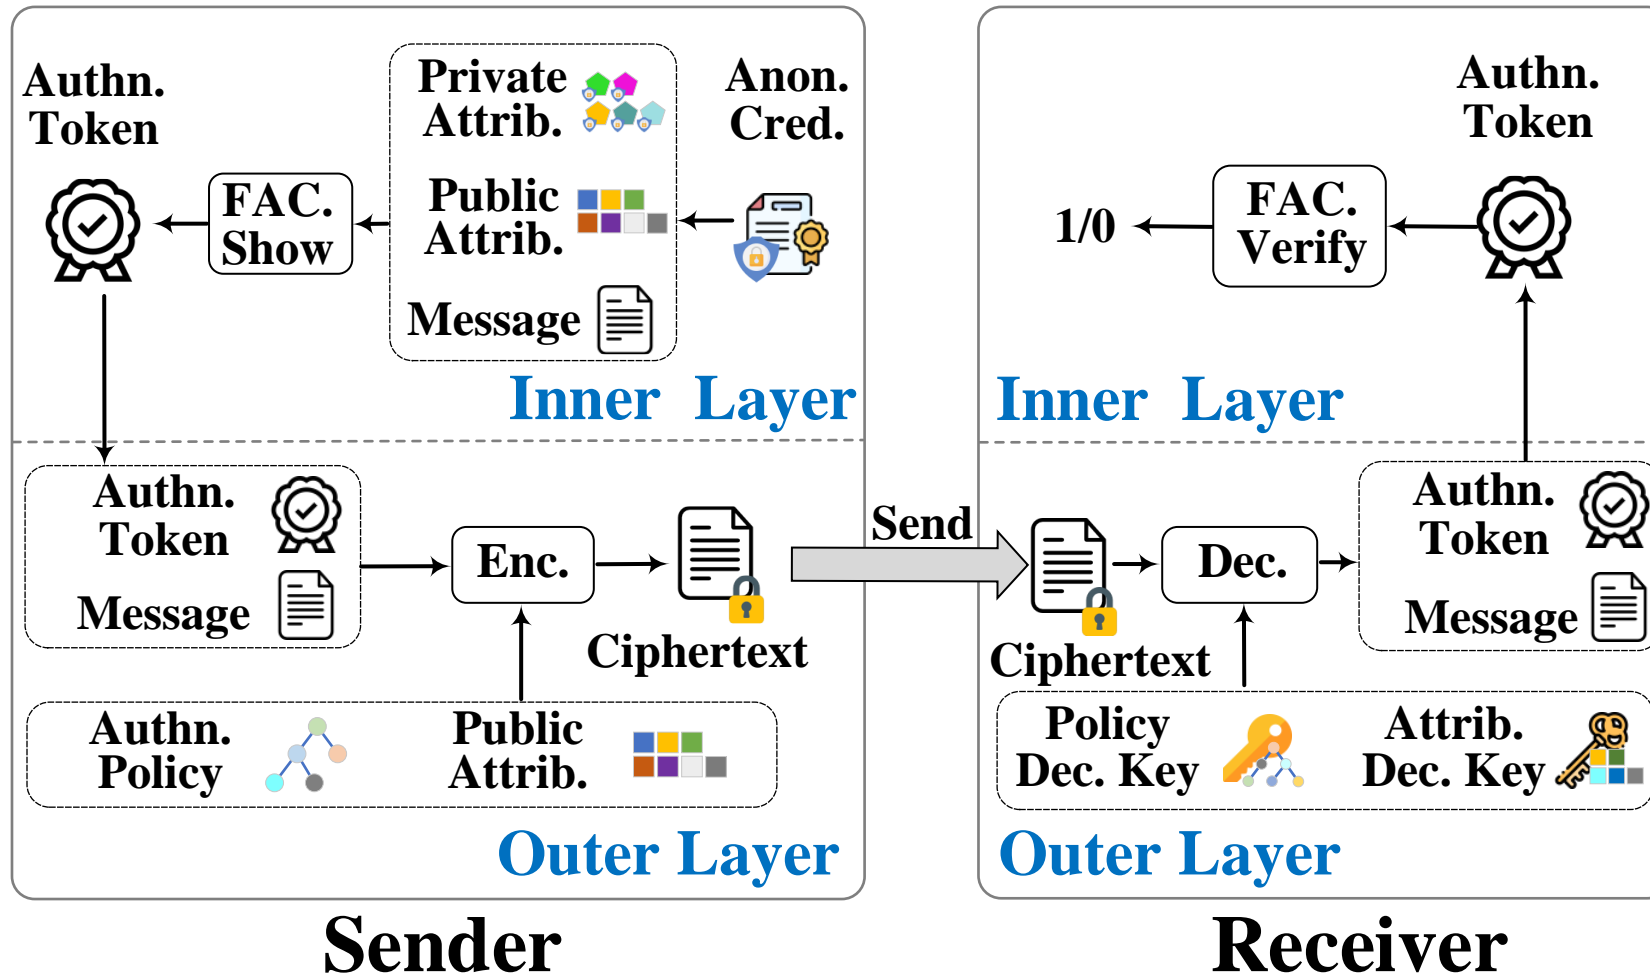 Authn.
Token
Private
Attrib.
Public
Attrib.
Message
Anon.
Cred.
FAC.
Show
Inner Layer
Authn.
Token
Message
Enc.
Ciphertext
Authn.
Policy
Public
Attrib.
Outer Layer
Sender
Send
1/0
FAC.
Verify
Authn.
Token
Inner Layer
Ciphertext
Dec.
Authn.
Token
Message
Policy
Dec. Key
Attrib.
Dec. Key
Outer Layer
Receiver